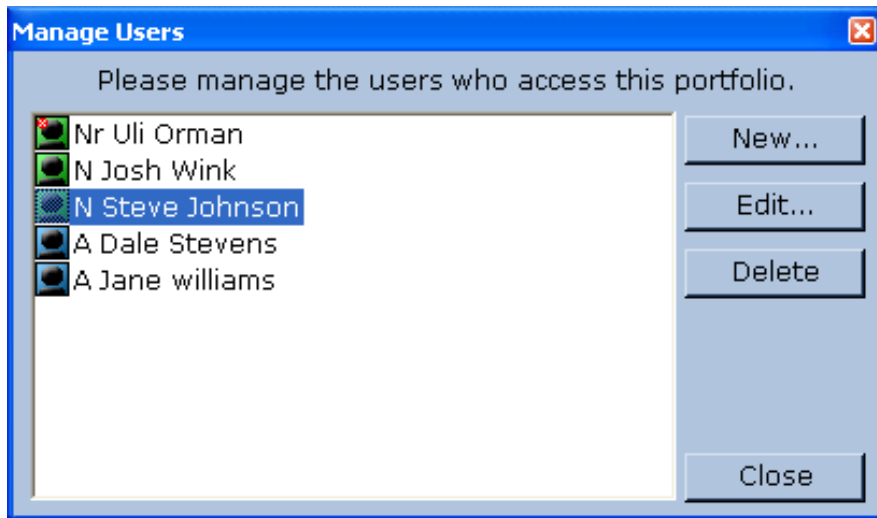 Manage Users
Please manage the users who access this portfolio.
Nr Uli Orman
N Josh Wink
N Steve Johnson
A Dale Stevens
A Jane williams
New...
Edit...
Delete
Close